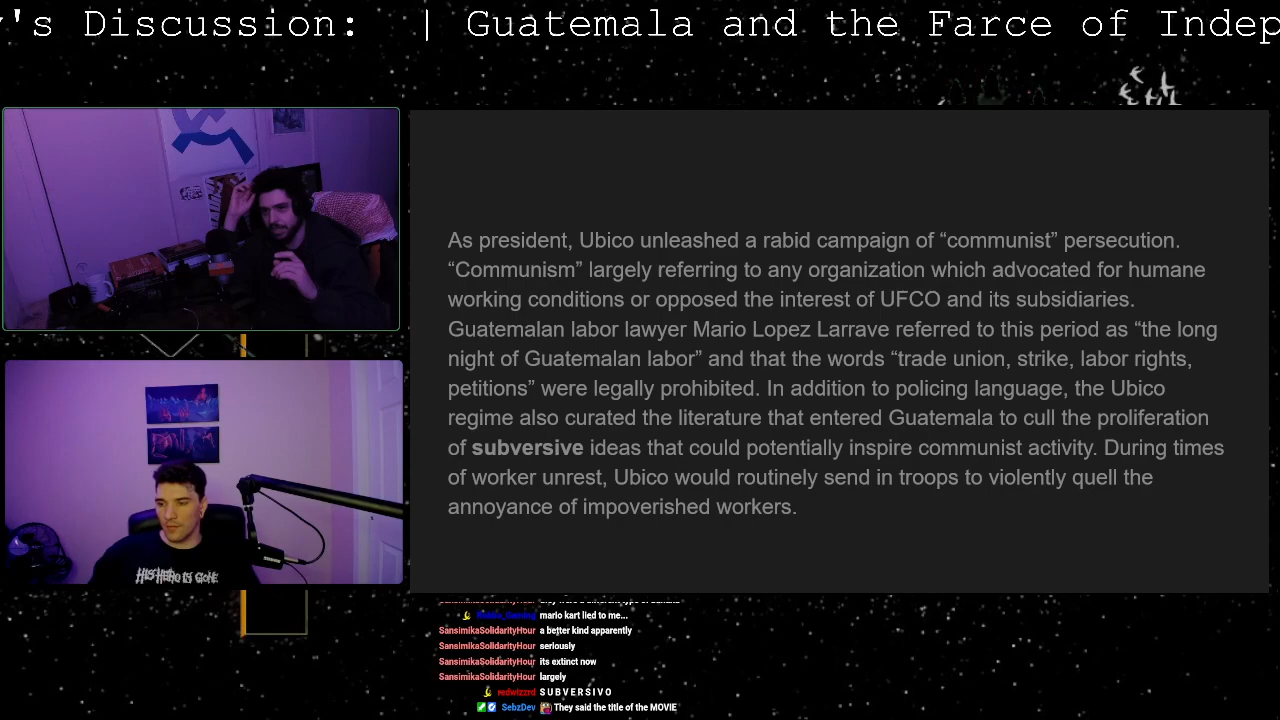 y's Discussion: | Guatemala and the Farce of Indep
As president, Ubico unleashed a rabid campaign of “communist” persecution.
“Communism” largely referring to any organization which advocated for humane
working conditions or opposed the interest of UFCO and its subsidiaries.
Guatemalan labor lawyer Mario Lopez Larrave referred to this period as “the long
night of Guatemalan labor” and that the words “trade union, strike, labor rights,
petitions” were legally prohibited. In addition to policing language, the Ubico
regime also curated the literature that entered Guatemala to cull the proliferation
of subversive ideas that could potentially inspire communist activity. During times
of worker unrest, Ubico would routinely send in troops to violently quell the
annoyance of impoverished workers.
mario kart lied to me...
SansimikaSolidarityHour a better kind apparently
SansimikaSolidarityHour seriously
SansimikaSolidarityHour its extinct now
SansimikaSolidarityHour largely
redwizzrd S U B V E R S I V O
SebzDev They said the title of the MOVIE